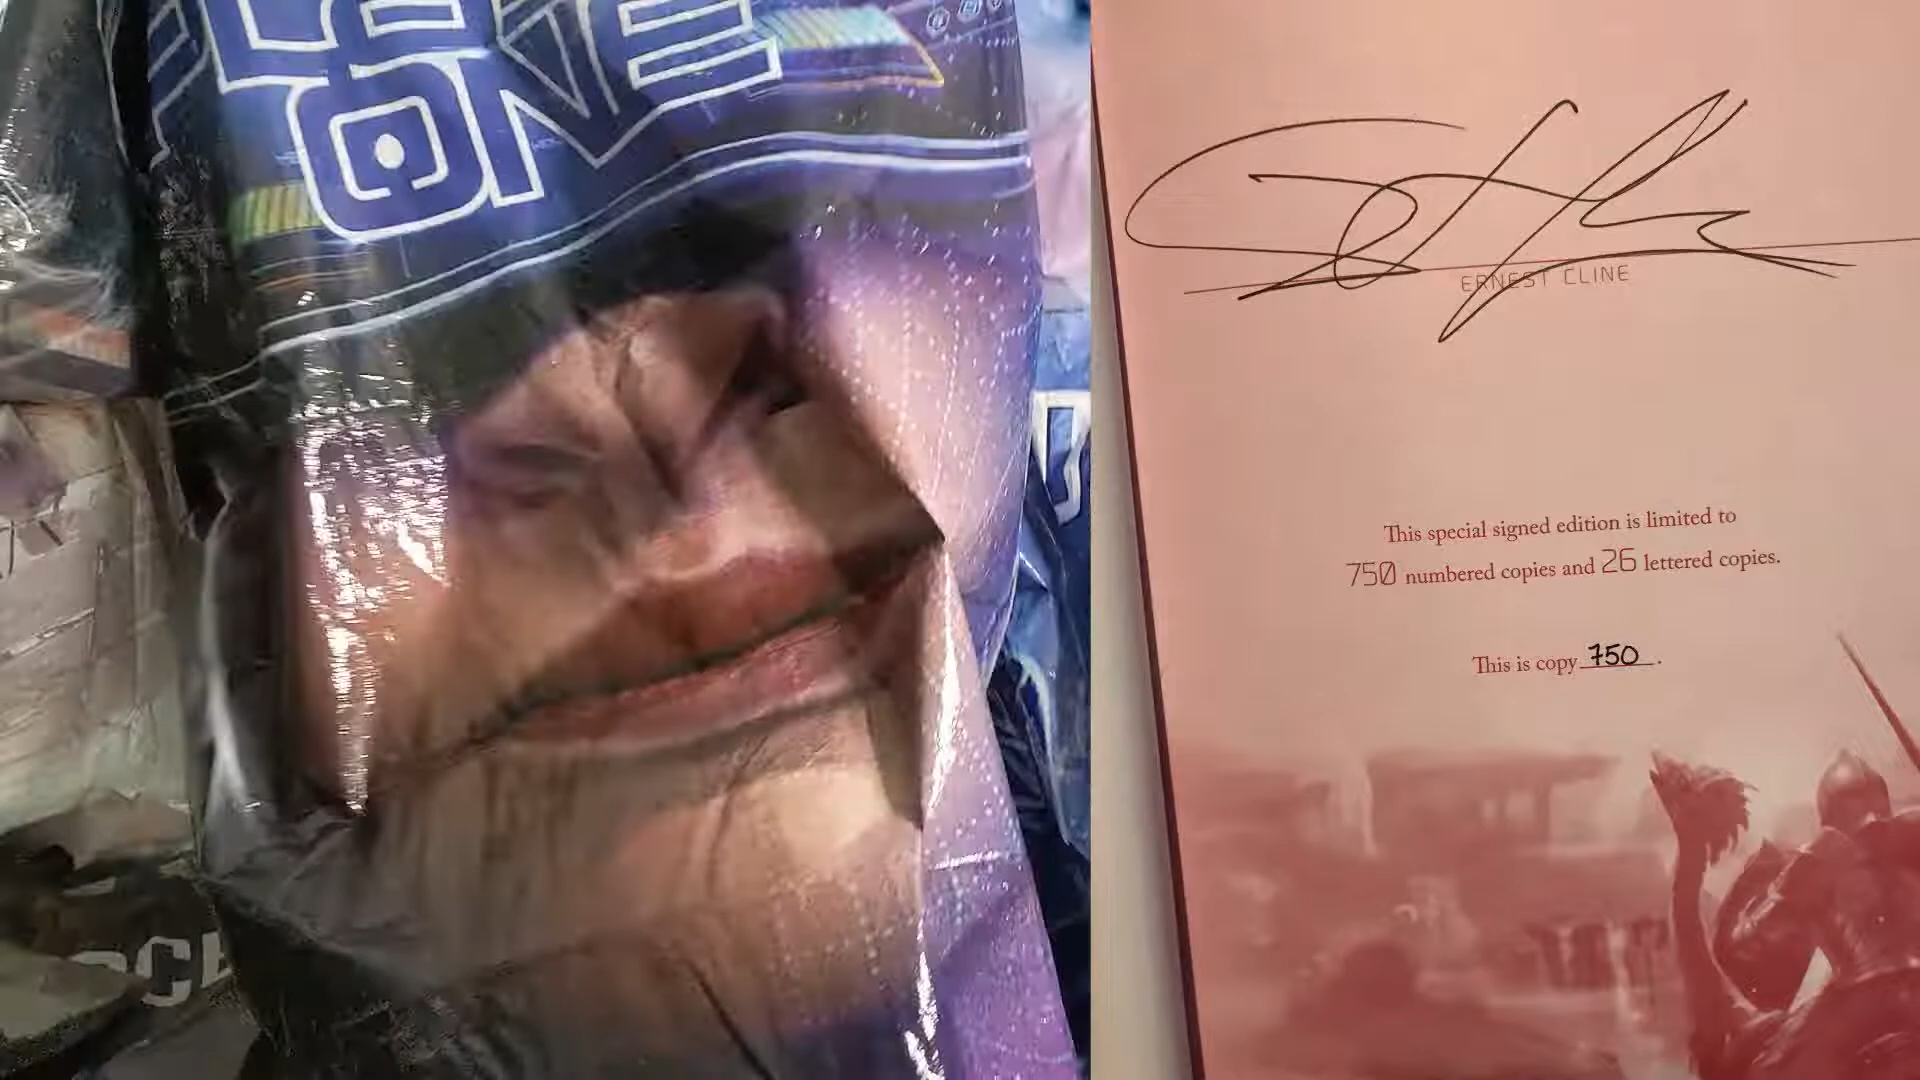 ONE
ERNEST CLINE
This special signed edition is limited to
750 numbered copies and 26 lettered copies.
This is copy 750.